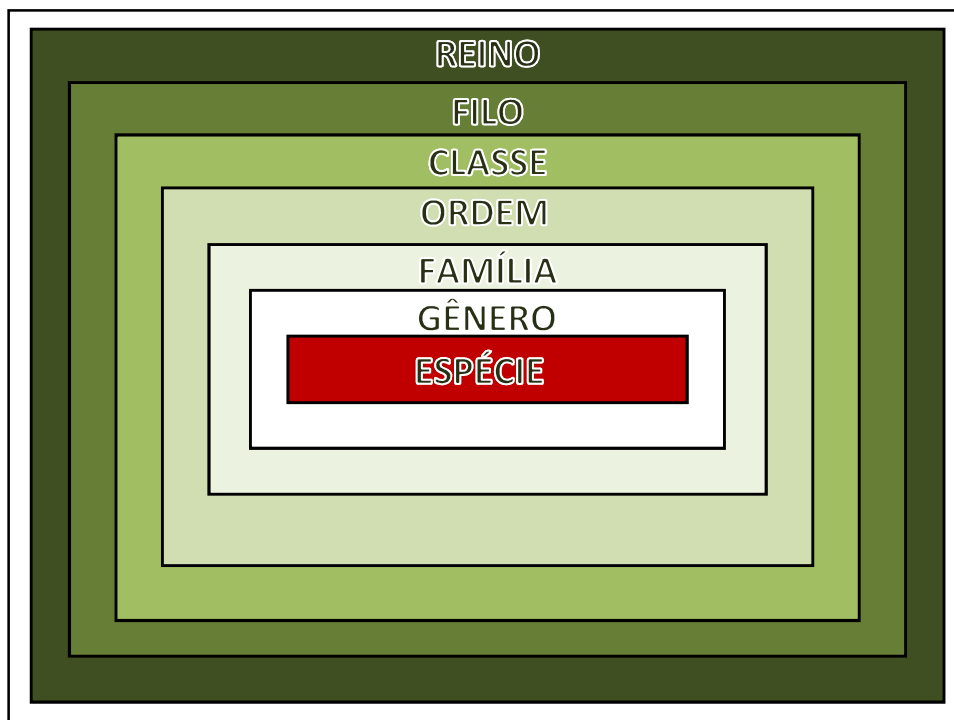 REINO
FILO
CLASSE
ORDEM
FAMÍLIA
GÊNERO
ESPÉCIE